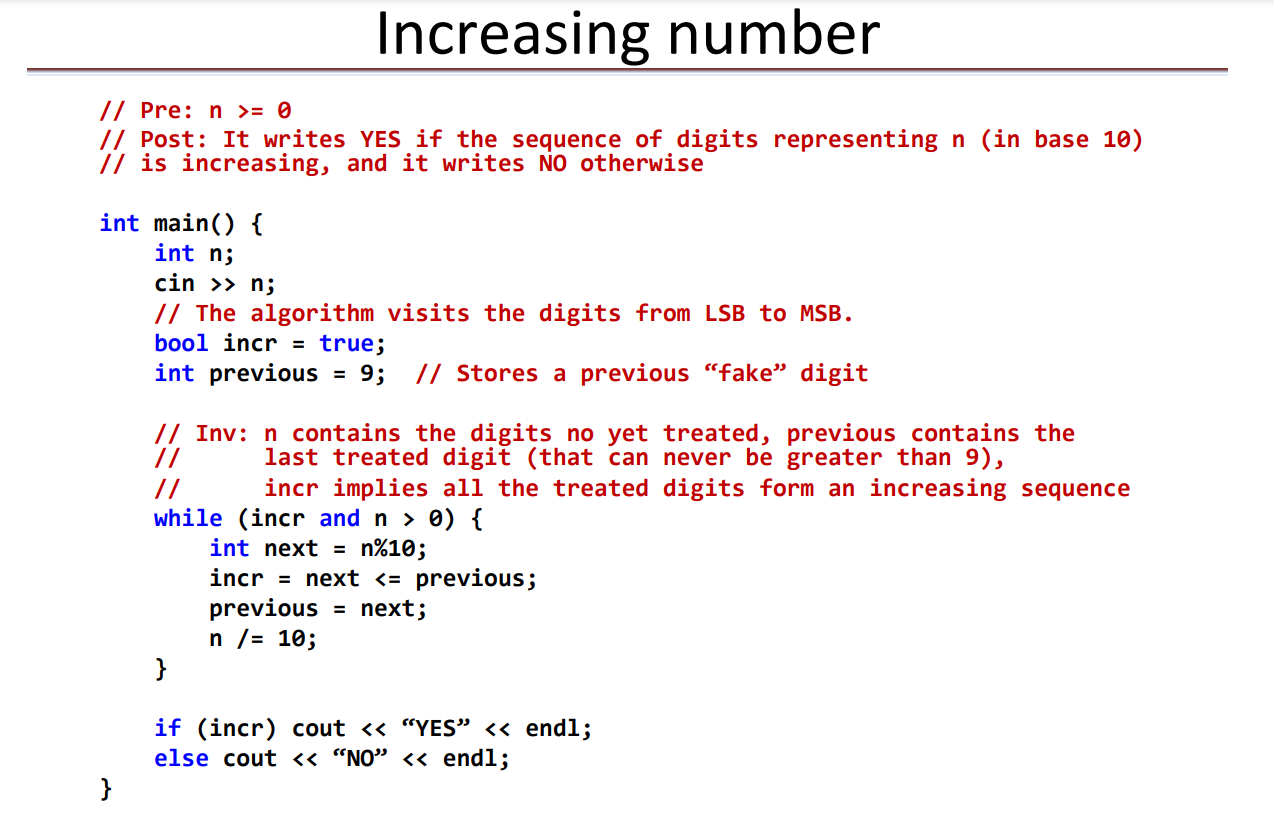 Increasing number
// Pre: n >= 0
// Post: It writes YES if the sequence of digits representing n (in base 10)
// is increasing, and it writes NO otherwise
int main() {
    int n;
    cin >> n;
    // The algorithm visits the digits from LSB to MSB.
    bool incr = true;
    int previous = 9;  // Stores a previous “fake” digit
    // Inv: n contains the digits no yet treated, previous contains the
    //      last treated digit (that can never be greater than 9),
    //      incr implies all the treated digits form an increasing sequence
    while (incr and n > 0) {
        int next = n%10;
        incr = next <= previous;
        previous = next;
        n /= 10;
    }
    if (incr) cout << “YES” << endl;
    else cout << “NO” << endl;
}